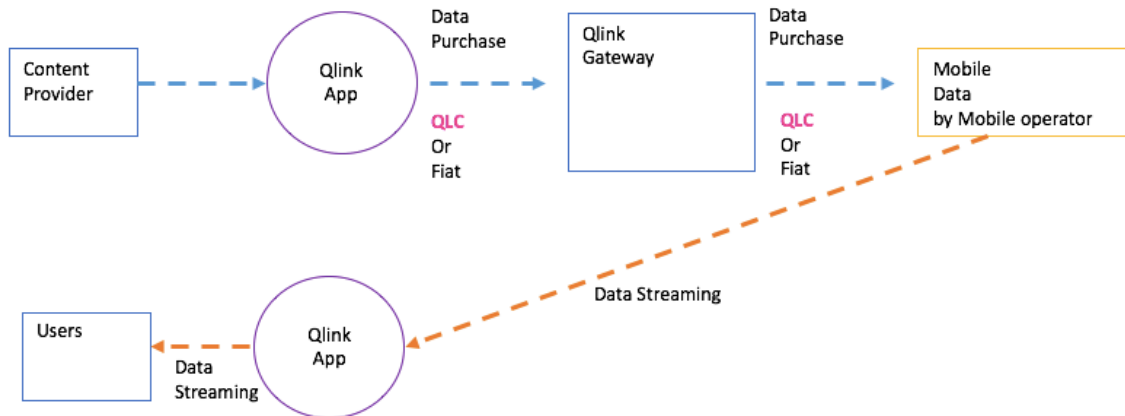 Content
Provider
Qlink
App
Data
Purchase
QLC
Or
Fiat
Qlink
Gateway
Data
Purchase
QLC
Or
Fiat
Mobile
Data
by Mobile operator
Data Streaming
Users
Data
Streaming
Qlink
App